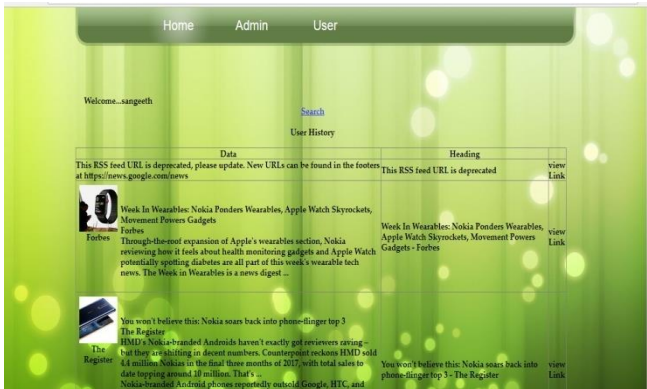 Home Admin User
Welcome...sangeeth
Search
User History
Data Heading
This RSS feed URL is deprecated, please update. New URLs can be found in the footers
at https://news.google.com/news
This RSS feed URL is deprecated
view
Link
Forbes
Week In Wearables: Nokia Ponders Wearables, Apple Watch Skyrockets,
Movement Powers Gadgets
Forbes
Through-the-root expansion of Apple's wearables section, Nokia
reviewing how it feels about health monitoring gadgets and Apple Watch
potentially spotting diabetes are all part of this week's wearable tech
news. The Week in Wearables is a news digest ...
Week In Wearables: Nokia Ponders Wearables,
Apple Watch Skyrockets, Movement Powers
Gadgets - Forbes
view
Link
The
Register
You won't believe this: Nokia soars back into phone-flinger top 3
The Register
HMD's Nokia-branded Androids haven't exactly got reviewers raving –
but they are shifting in decent numbers. Counterpoint reckons HMD sold
4.4 million Nokias in the final three months of 2017, with total sales to
date topping around 10 million. That's ...
Nokia-branded Android phones reportedly outsold Google, HTC, and
You won't believe this: Nokia soars back into
phone-flinger top 3 - The Register
view
Link